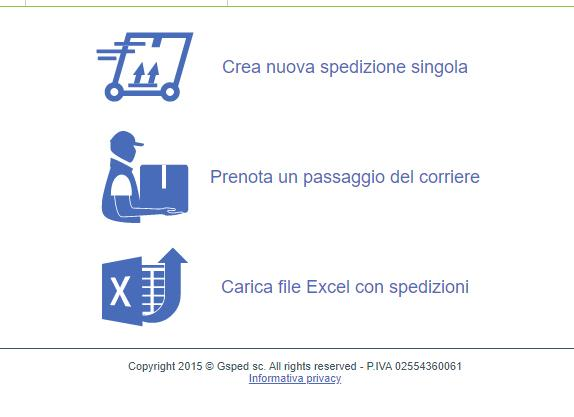 Crea nuova spedizione singola
Prenota un passaggio del corriere
X
Carica file Excel con spedizioni
Copyright 2015 © Gsped sc. All rights reserved - P.IVA 02554360061
Informativa privacy